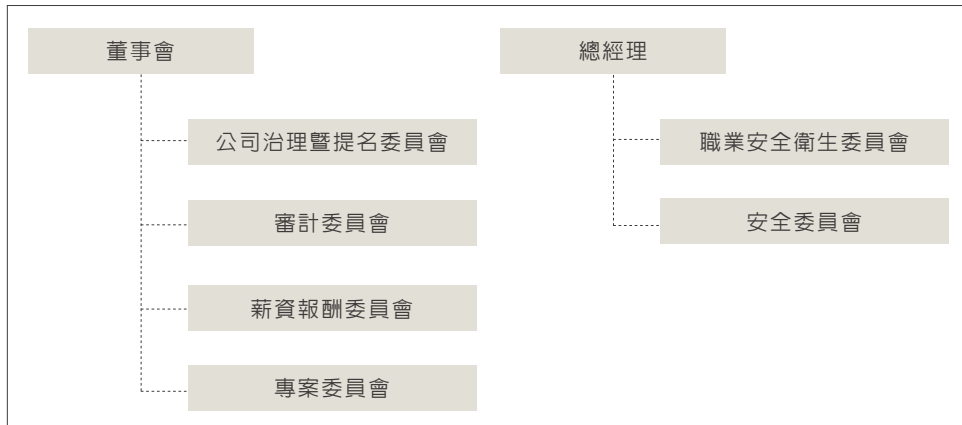 董事會
公司治理暨提名委員會
審計委員會
薪資報酬委員會
專案委員會
總經理
職業安全衛生委員會
安全委員會